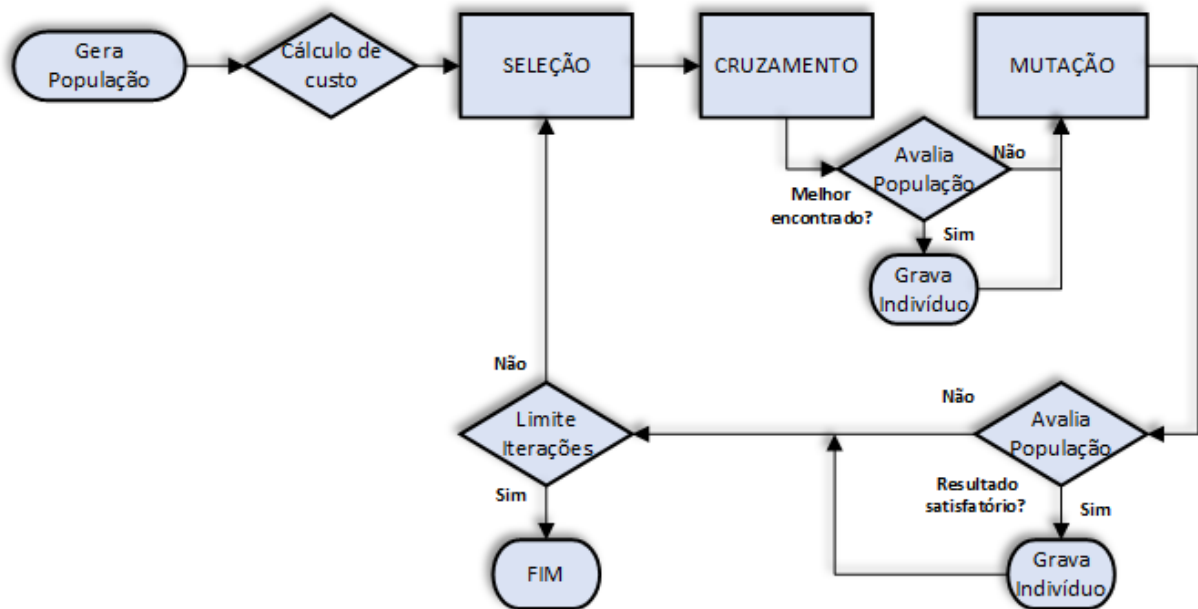 Gera
População
Cálculo de
custo
SELEÇÃO
CRUZAMENTO
MUTAÇÃO
Avalia
População
Não
Melhor
encontrado?
Sim
Grava
Indivíduo
Não
Limite
Iterações
Sim
FIM
Não
Avalia
População
Resultado
satisfatório?
Sim
Grava
Indivíduo